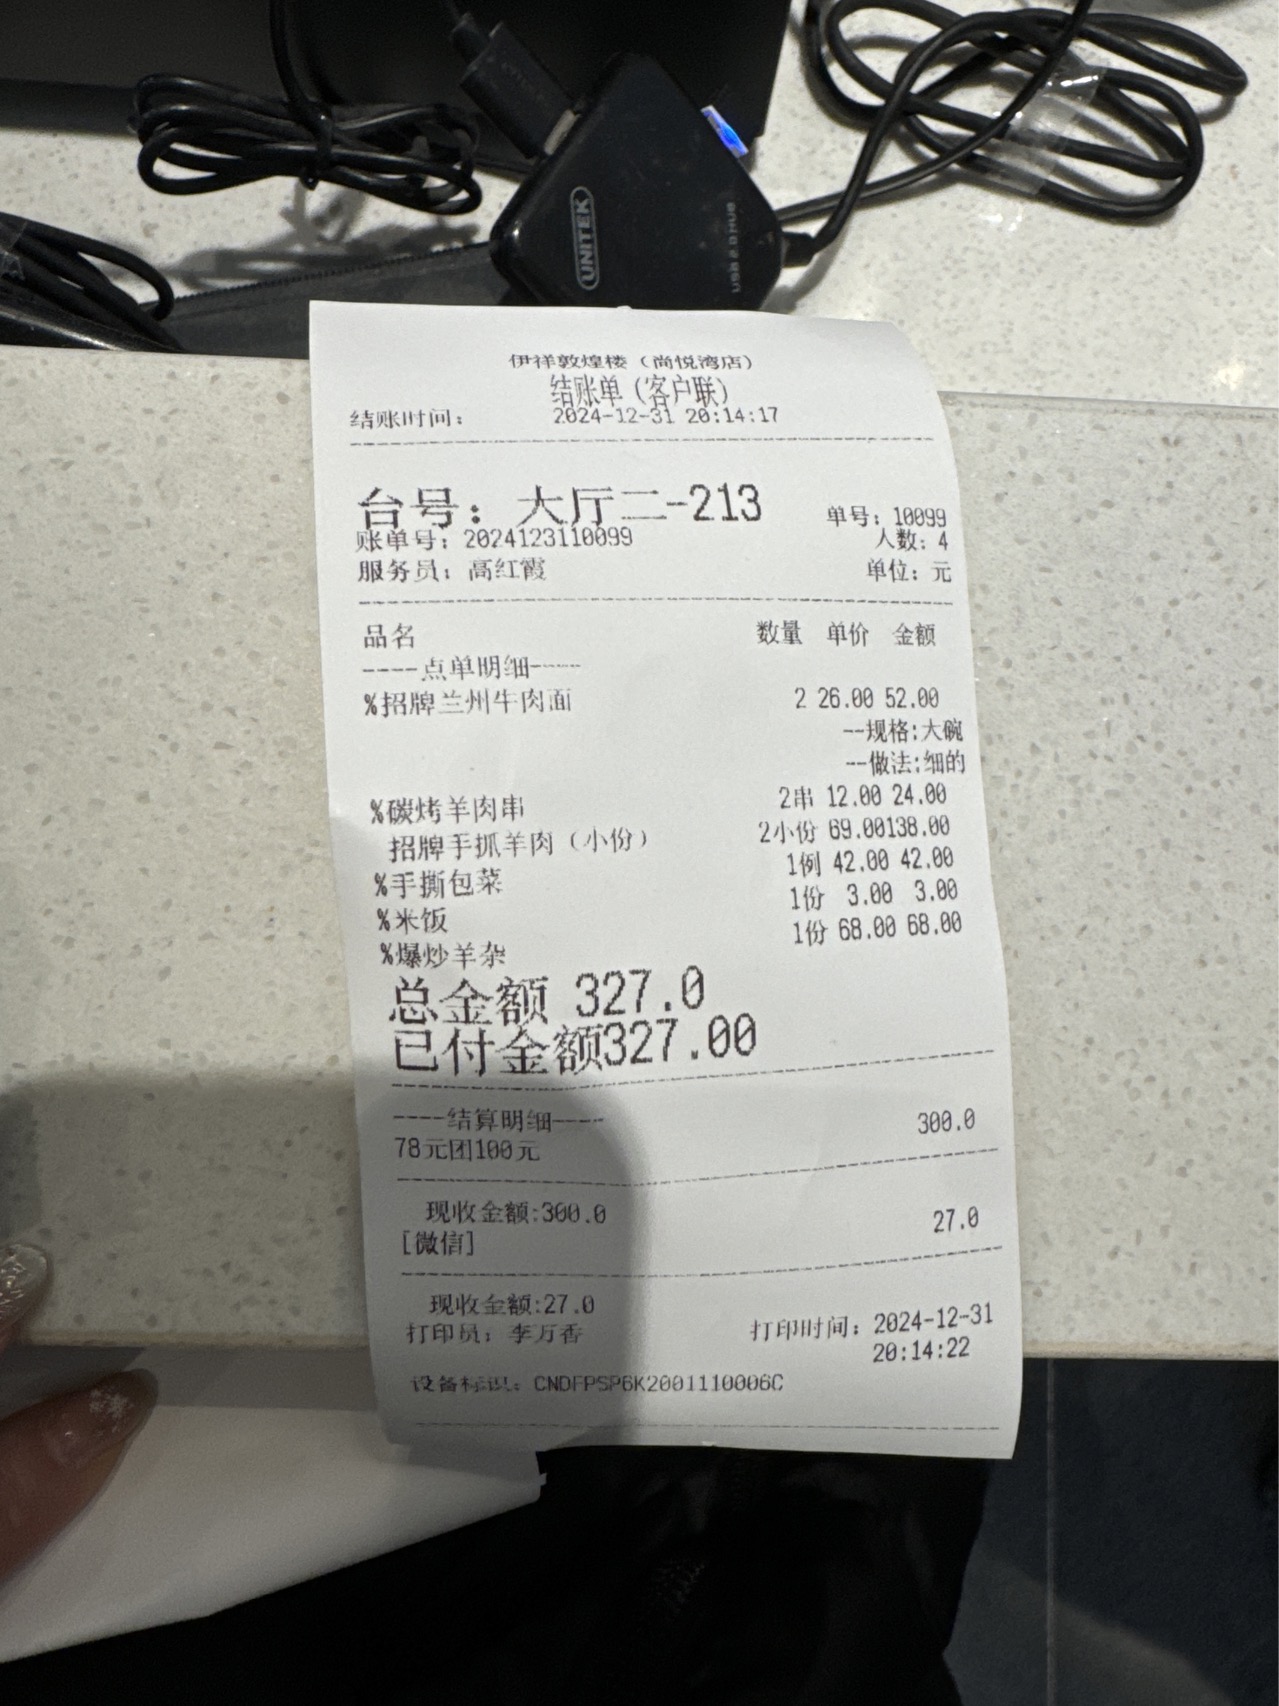 UNITEK
USB 2.0 HUB
伊祥敦煌楼（尚悦湾店）
结账单（客户联）
结账时间： 2024-12-31 20:14:17
台号：大厅二-213 单号：10099
账单号：2024123110099 人数：4
服务员：高红霞 单位：元
品名 数量 单价 金额
----点单明细----
%招牌兰州牛肉面 2 26.00 52.00
--规格:大碗
--做法:细的
%碳烤羊肉串 2串 12.00 24.00
招牌手抓羊肉（小份） 2小份 69.00138.00
%手撕包菜 1例 42.00 42.00
%米饭 1份 3.00 3.00
%爆炒羊杂 1份 68.00 68.00
总金额 327.0
已付金额327.00
----结算明细----
78元团100元 300.0
现收金额:300.0
[微信] 27.0
现收金额:27.0
打印员：李万香 打印时间：2024-12-31
20:14:22
设备标识：CNDFPSP6K2001110006C